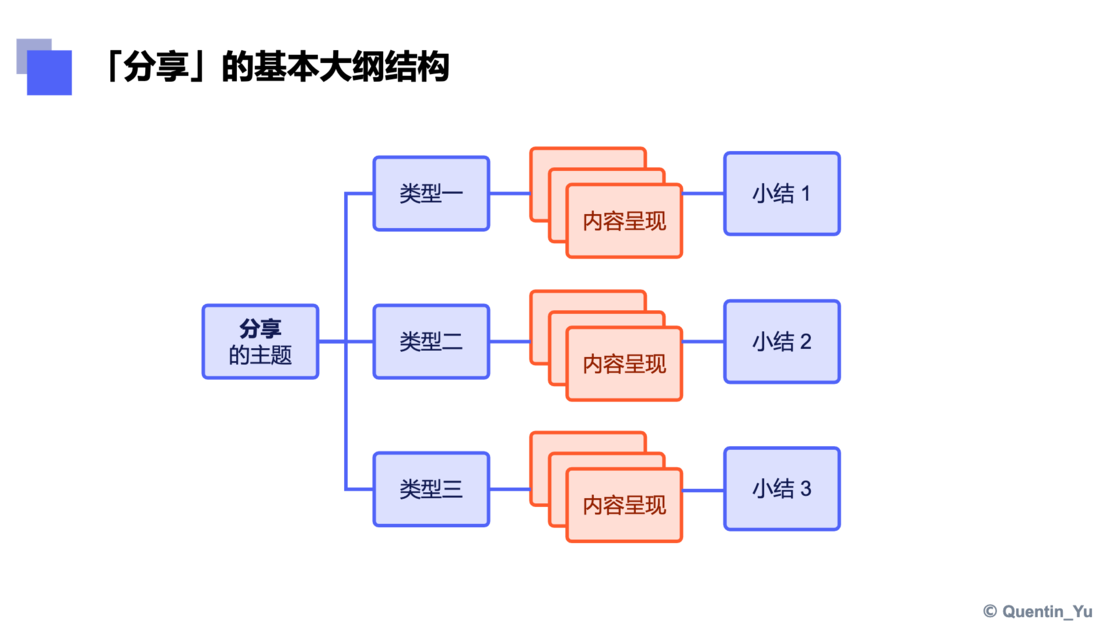 「分享」的基本大纲结构
类型一
内容呈现
小结 1
分享
的主题
类型二
内容呈现
小结 2
类型三
内容呈现
小结 3
© Quentin_Yu